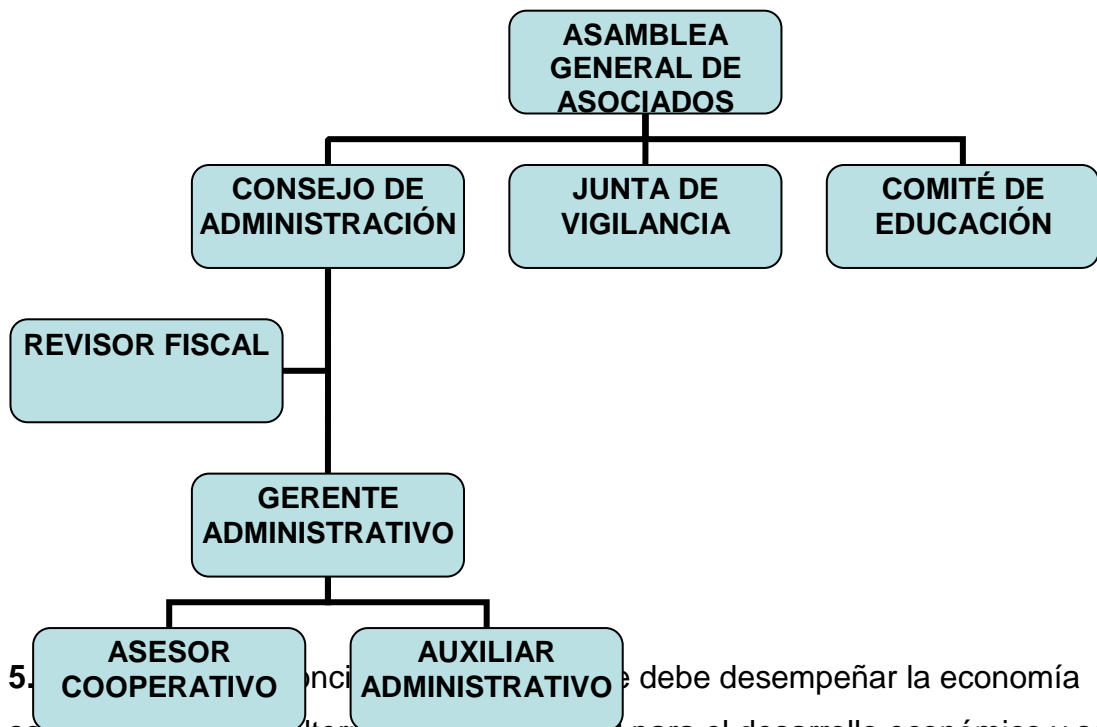 ASAMBLEA
GENERAL DE
ASOCIADOS
CONSEJO DE
ADMINISTRACIÓN
JUNTA DE
VIGILANCIA
COMITÉ DE
EDUCACIÓN
REVISOR FISCAL
GERENTE
ADMINISTRATIVO
ASESOR
COOPERATIVO
AUXILIAR
ADMINISTRATIVO
5. debe desempeñar la economía
para el desarrollo económico y